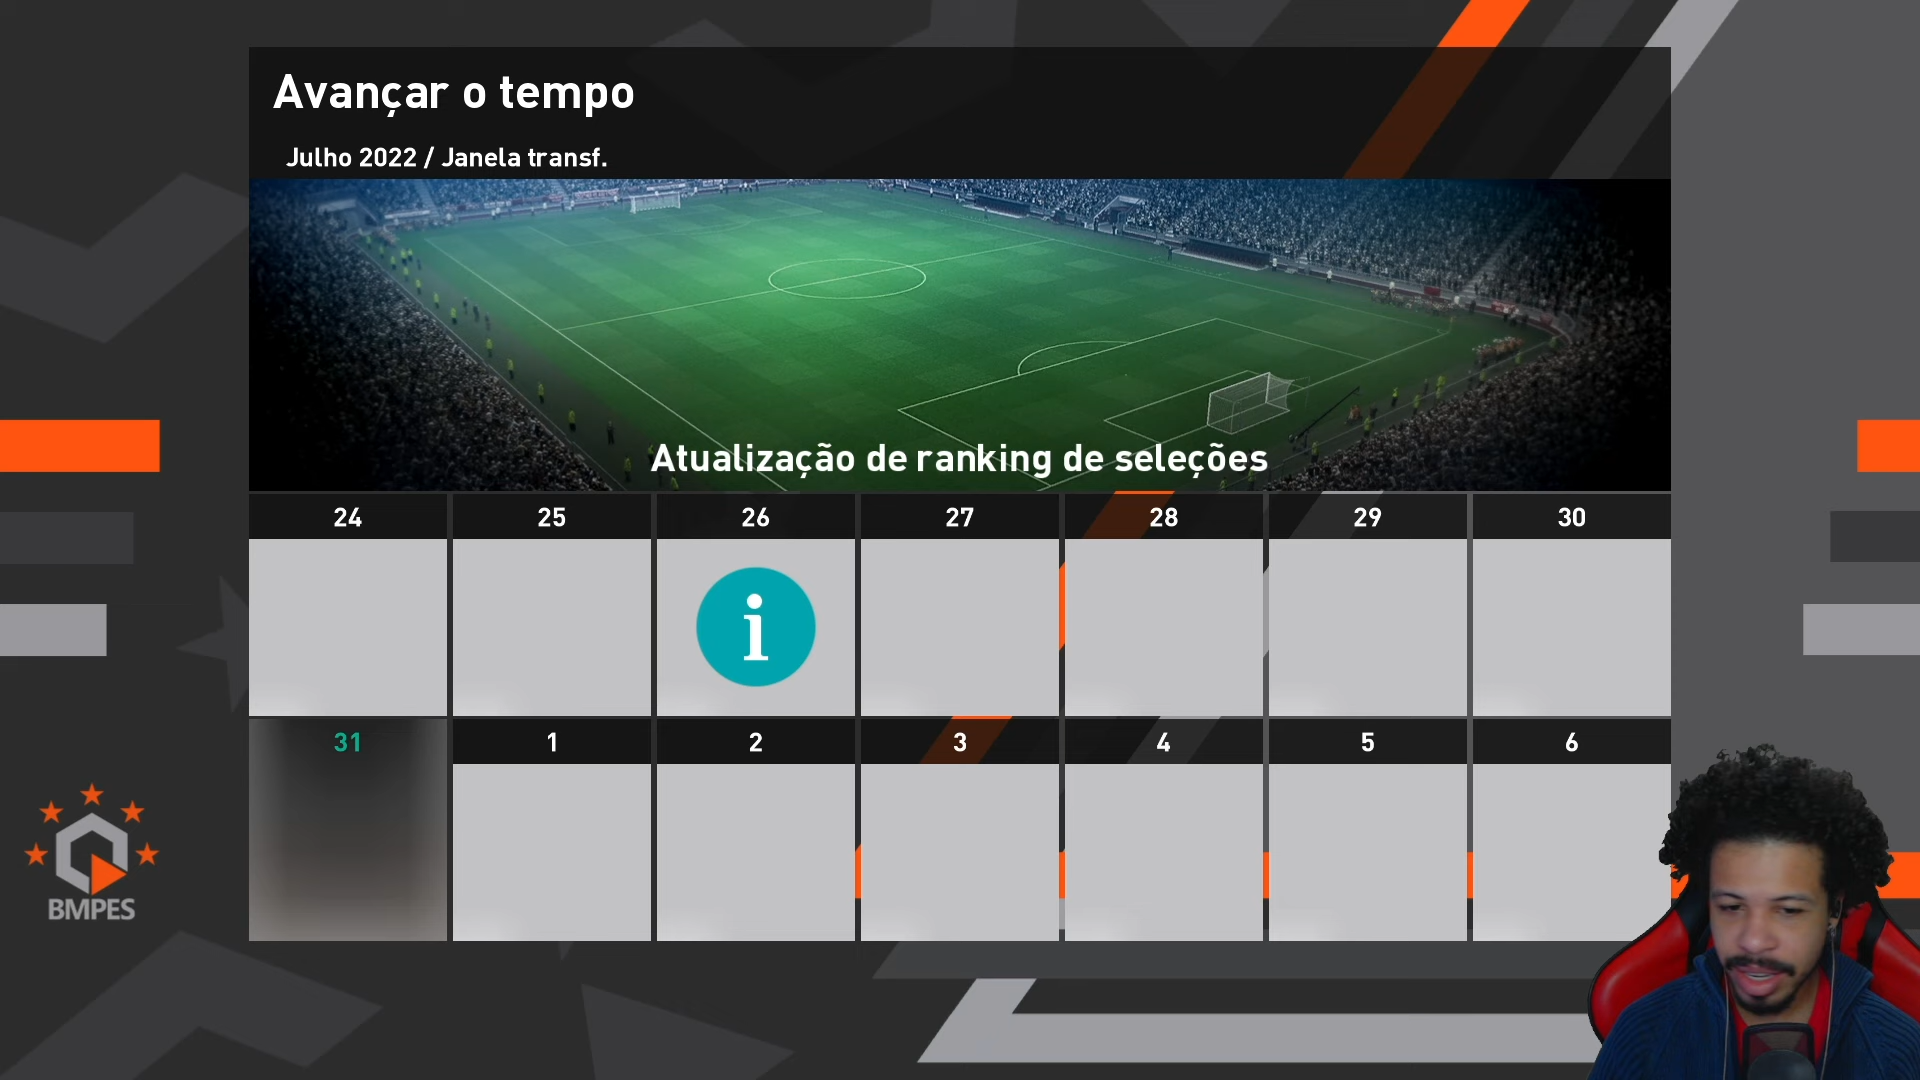 Avançar o tempo
Julho 2022 / Janela transf.
Atualização de ranking de seleções
24 25 26 27 28 29 30
i
31 1 2 3 4 5 6
BMPES